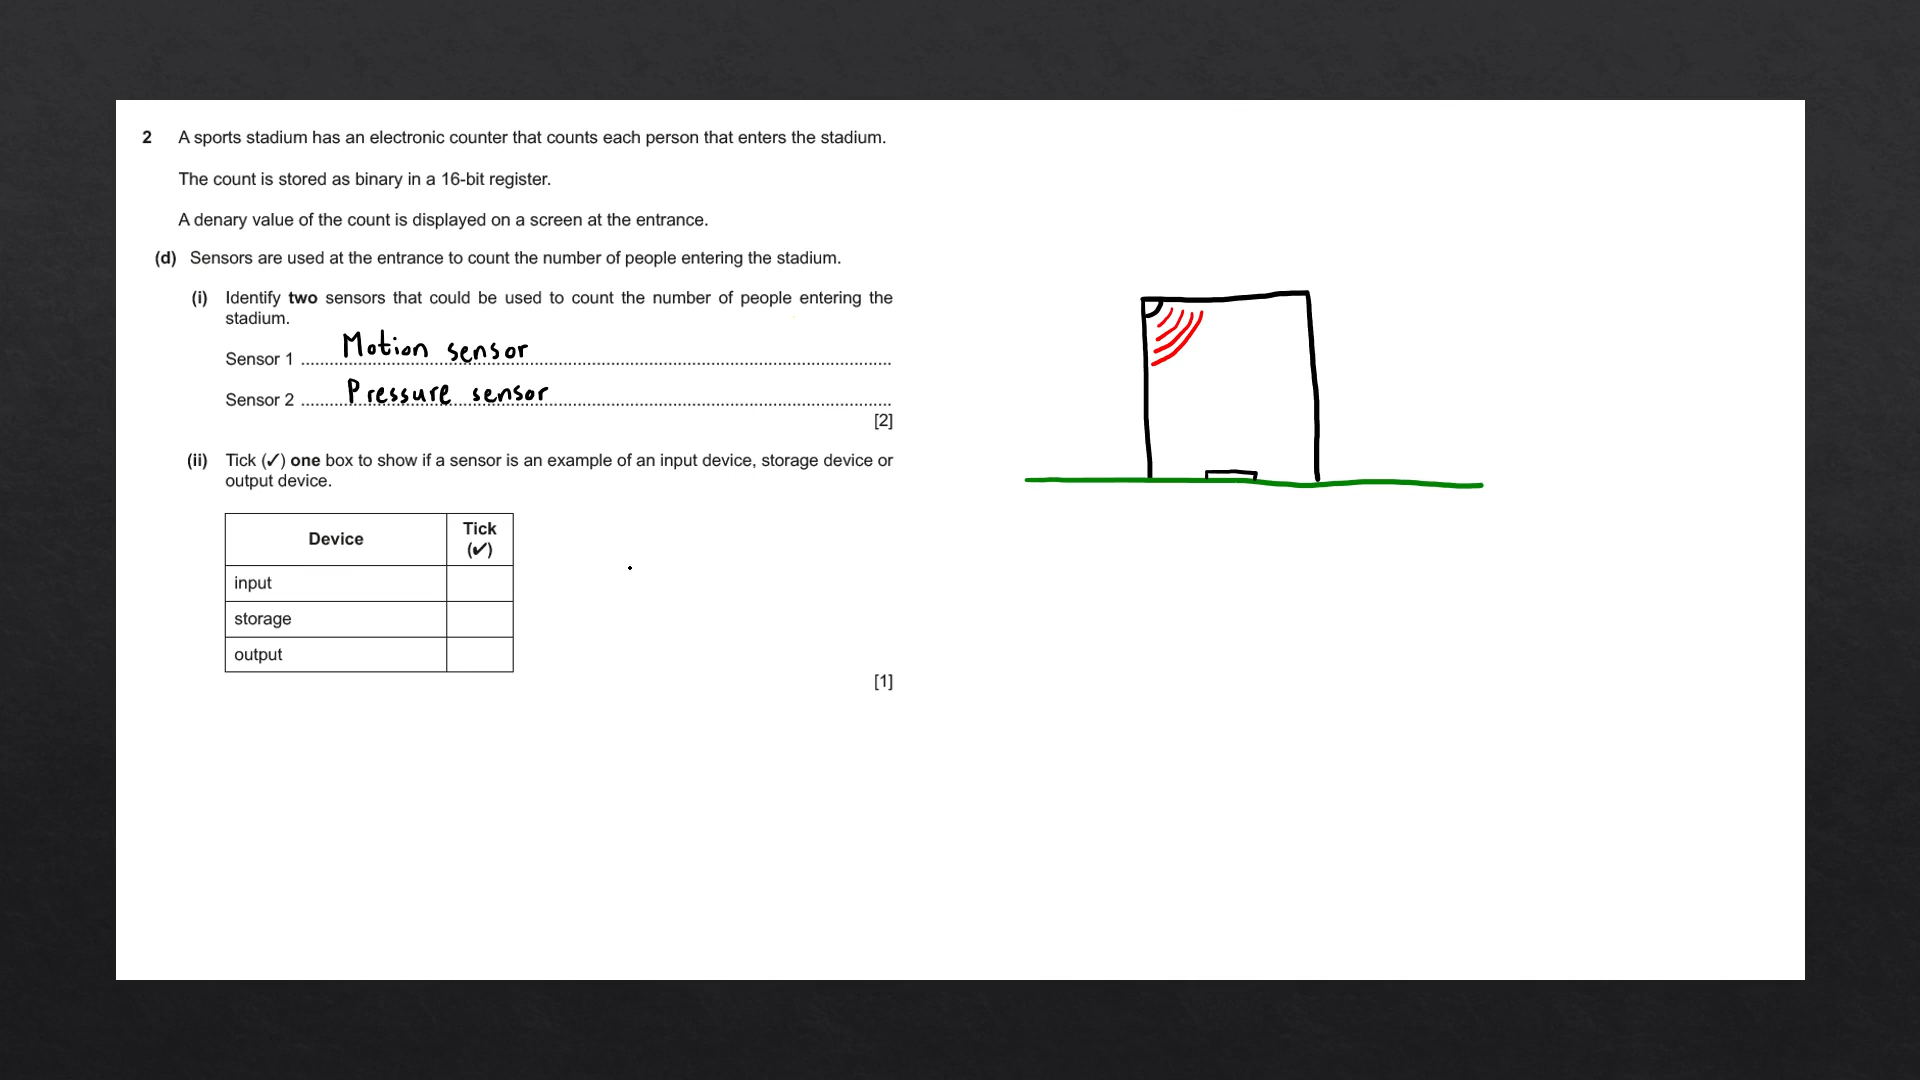 2 A sports stadium has an electronic counter that counts each person that enters the stadium.
The count is stored as binary in a 16-bit register.
A denary value of the count is displayed on a screen at the entrance.
(d) Sensors are used at the entrance to count the number of people entering the stadium.
(i) Identify two sensors that could be used to count the number of people entering the
stadium.
Sensor 1 Motion sensor
Sensor 2 Pressure sensor
[2]
(ii) Tick (✓) one box to show if a sensor is an example of an input device, storage device or
output device.
Device Tick
(✓)
input
storage
output
[1]